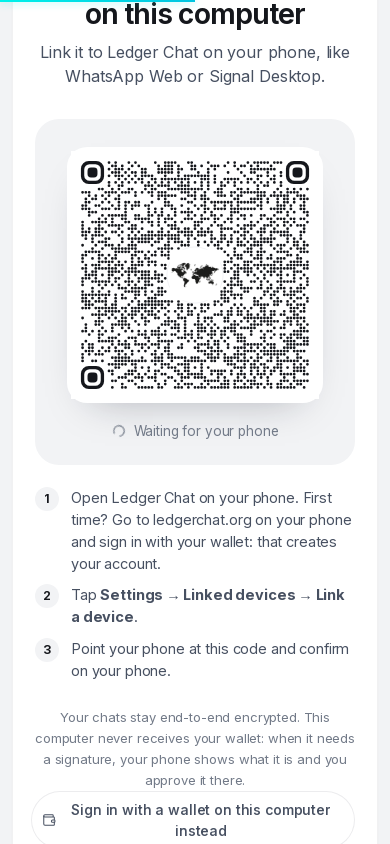 on this computer
Link it to Ledger Chat on your phone, like
WhatsApp Web or Signal Desktop.
Waiting for your phone
1 Open Ledger Chat on your phone. First
time? Go to ledgerchat.org on your phone
and sign in with your wallet: that creates
your account.
2 Tap Settings → Linked devices → Link
a device.
3 Point your phone at this code and confirm
on your phone.
Your chats stay end-to-end encrypted. This
computer never receives your wallet: when it needs
a signature, your phone shows what it is and you
approve it there.
Sign in with a wallet on this computer
instead